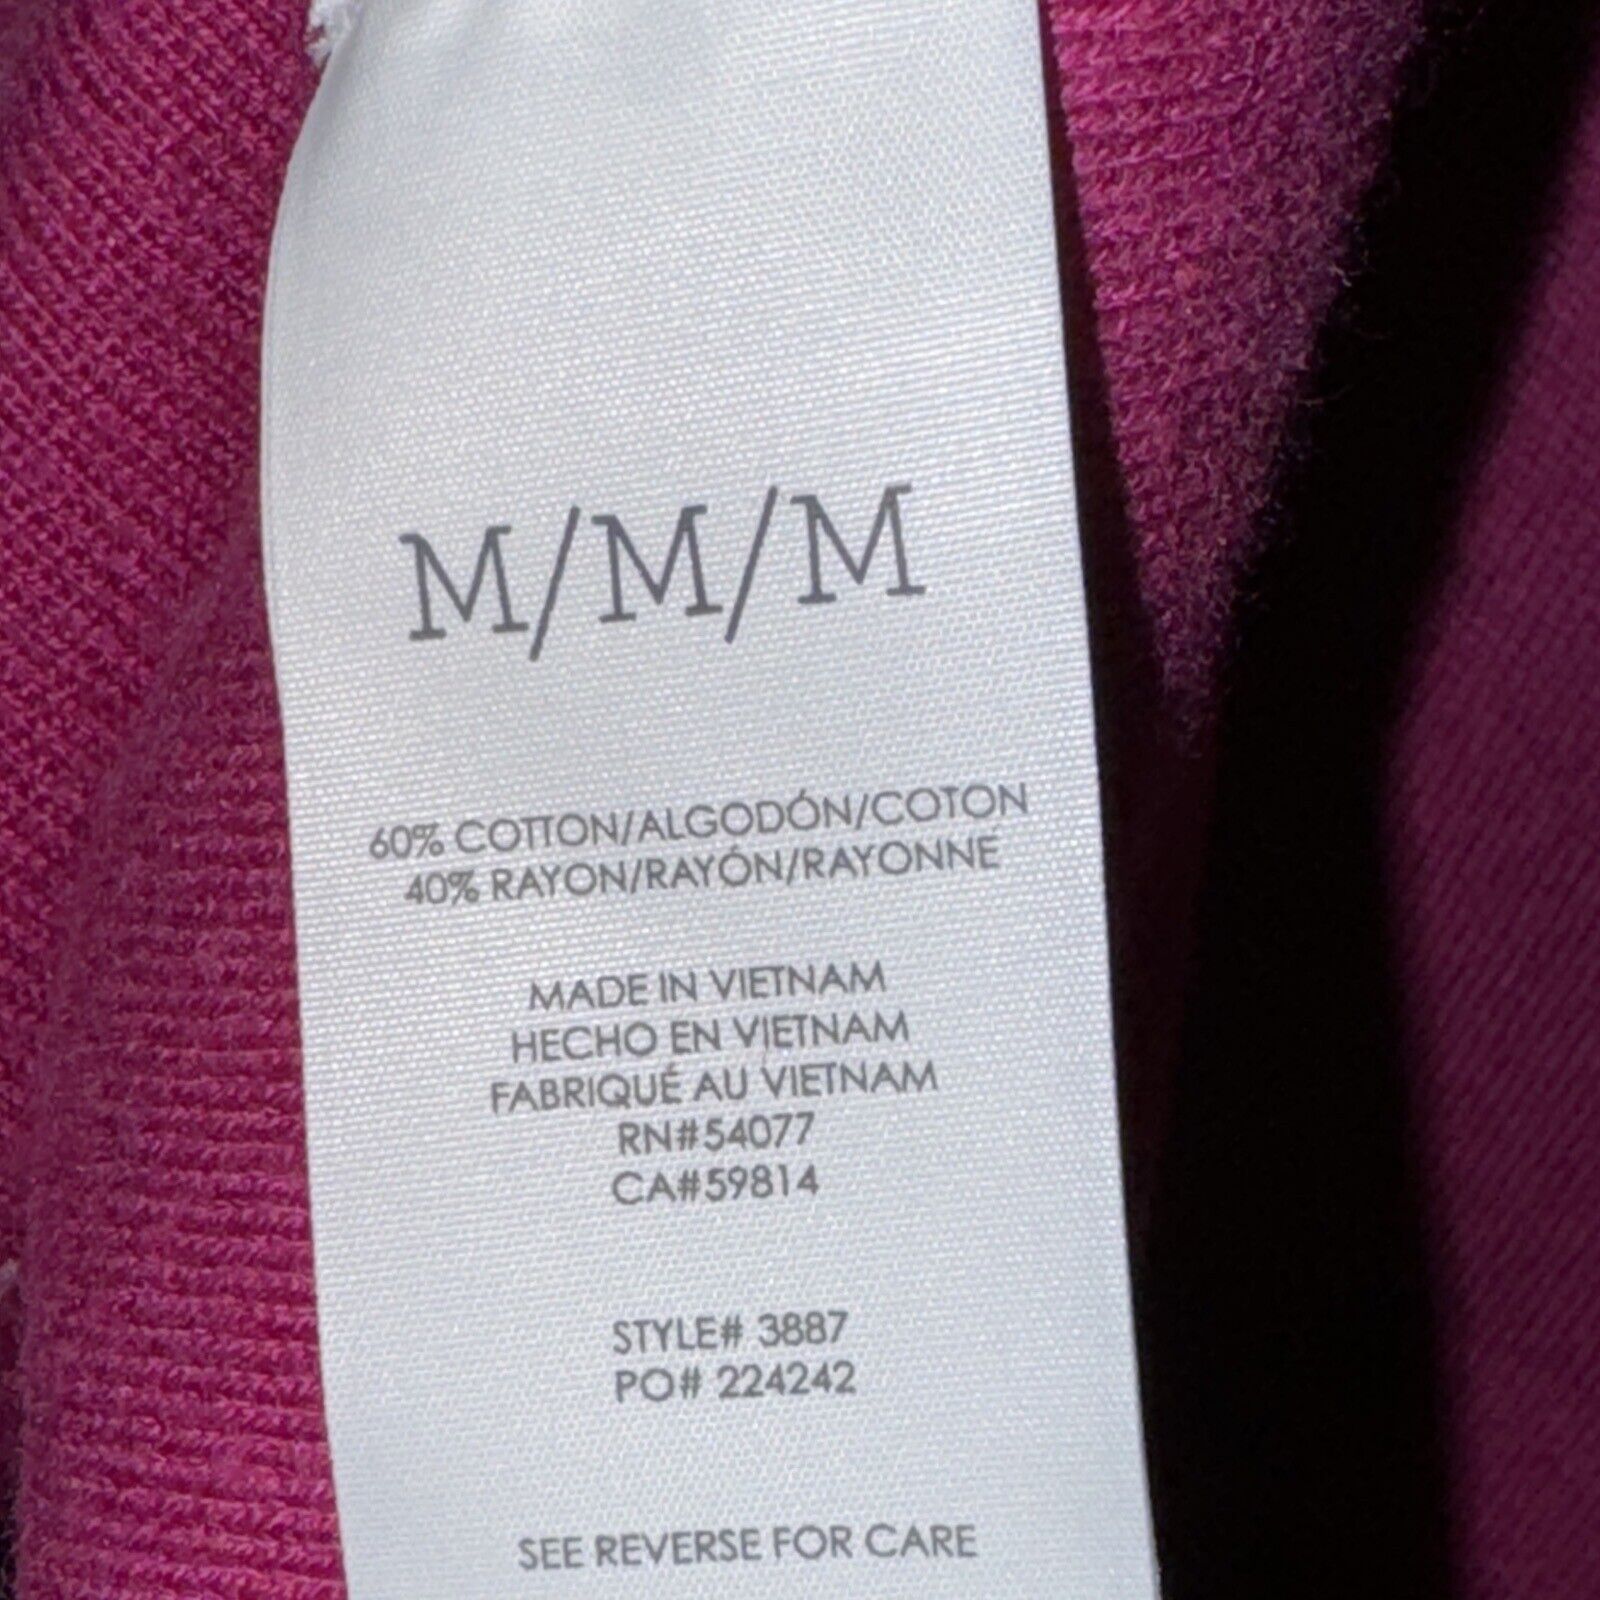 M/M/M
60% COTTON/ALGODÓN/COTON
40% RAYON/RAYÓN/RAYONNE
MADE IN VIETNAM
HECHO EN VIETNAM
FABRIQUÉ AU VIETNAM
RN#54077
CA#59814
STYLE# 3887
PO# 224242
SEE REVERSE FOR CARE